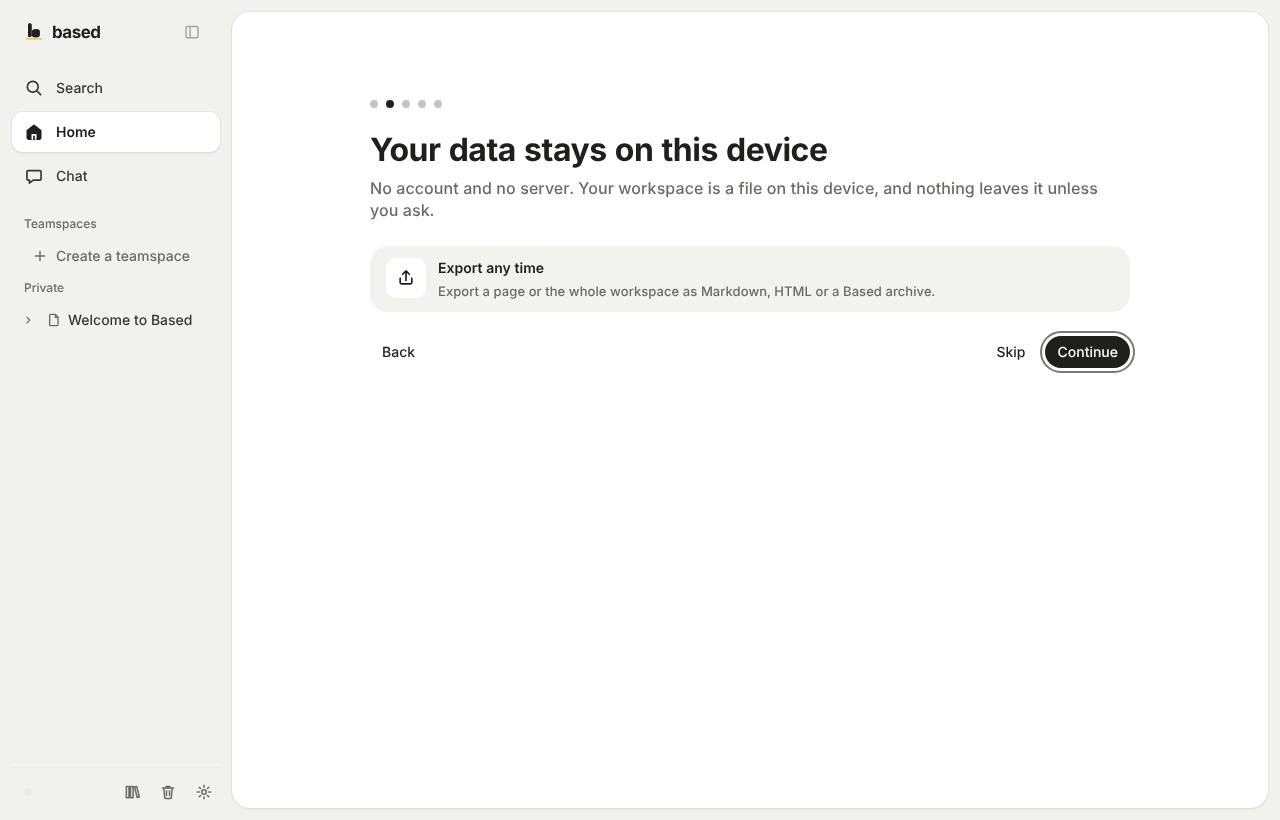 based
Search
Home
Chat
Teamspaces
Create a teamspace
Private
Welcome to Based
Your data stays on this device
No account and no server. Your workspace is a file on this device, and nothing leaves it unless
you ask.
Export any time
Export a page or the whole workspace as Markdown, HTML or a Based archive.
Back
Skip
Continue